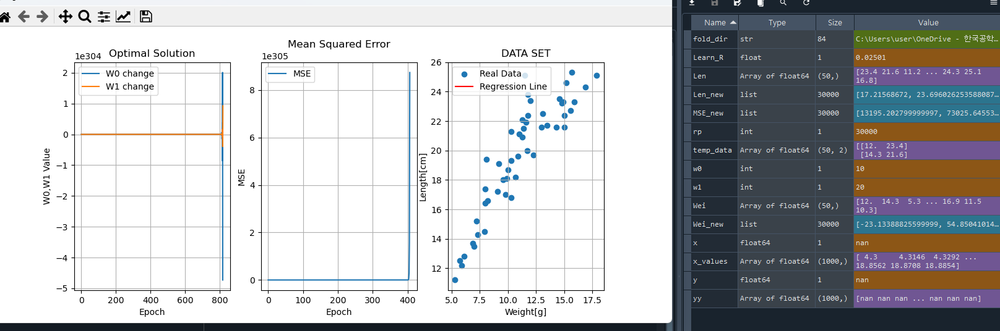 Optimal Solution
1e304
W0 change
W1 change
2
1
0
−1
−2
−3
−4
−5
W0,W1 Value
0
200
400
600
800
Epoch
Mean Squared Error
1e305
MSE
8
6
4
2
0
MSE
0
100
200
300
400
Epoch
DATA SET
Real Data
Regression Line
26
24
22
20
18
16
14
12
Length[cm]
5.0
7.5
10.0
12.5
15.0
17.5
Weight[g]
Name Type Size Value
fold_dir str 84 C:\Users\user\OneDrive - 한국공학…
Learn_R float 1 0.02501
Len Array of float64 (50,) [23.4 21.6 11.2 ... 24.3 25.1
16.8]
Len_new list 30000 [17.21568672, 23.696026253588087…
MSE_new list 30000 [13195.202799999997, 73025.64553…
rp int 1 30000
temp_data Array of float64 (50, 2) [[12. 23.4]
[14.3 21.6]
w0 int 1 10
w1 int 1 20
Wei Array of float64 (50,) [12. 14.3 5.3 ... 16.9 11.5
10.3]
Wei_new list 30000 [-23.13388825599999, 54.85041014…
x float64 1 nan
x_values Array of float64 (1000,) [ 4.3 4.3146 4.3292 ...
18.8562 18.8708 18.8854]
y float64 1 nan
yy Array of float64 (1000,) [nan nan nan ... nan nan nan]